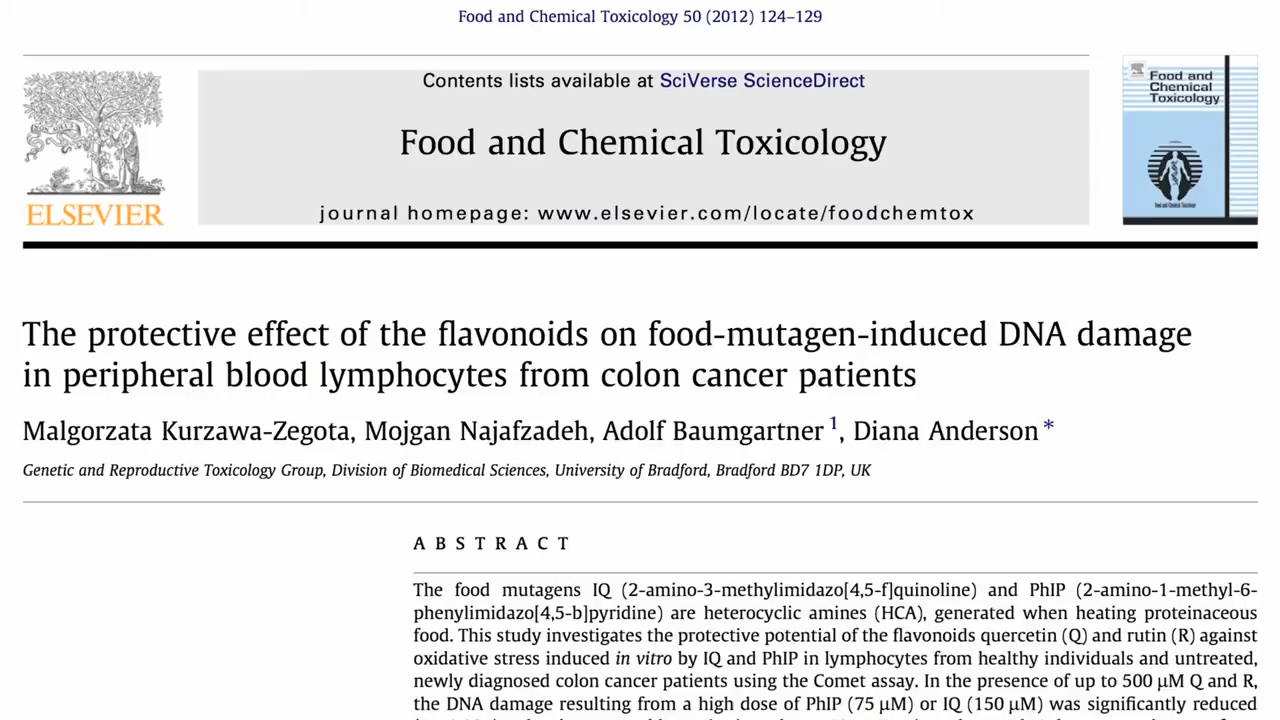 Food and Chemical Toxicology 50 (2012) 124–129
Contents lists available at SciVerse ScienceDirect
Food and Chemical Toxicology
journal homepage: www.elsevier.com/locate/foodchemtox
ELSEVIER
Food and
Chemical
Toxicology
The protective effect of the flavonoids on food-mutagen-induced DNA damage
in peripheral blood lymphocytes from colon cancer patients
Malgorzata Kurzawa-Zegota, Mojgan Najafzadeh, Adolf Baumgartner 1, Diana Anderson *
Genetic and Reproductive Toxicology Group, Division of Biomedical Sciences, University of Bradford, Bradford BD7 1DP, UK
ABSTRACT
The food mutagens IQ (2-amino-3-methylimidazo[4,5-f]quinoline) and PhIP (2-amino-1-methyl-6-
phenylimidazo[4,5-b]pyridine) are heterocyclic amines (HCA), generated when heating proteinaceous
food. This study investigates the protective potential of the flavonoids quercetin (Q) and rutin (R) against
oxidative stress induced in vitro by IQ and PhIP in lymphocytes from healthy individuals and untreated,
newly diagnosed colon cancer patients using the Comet assay. In the presence of up to 500 μM Q and R,
the DNA damage resulting from a high dose of PhIP (75 μM) or IQ (150 μM) was significantly reduced